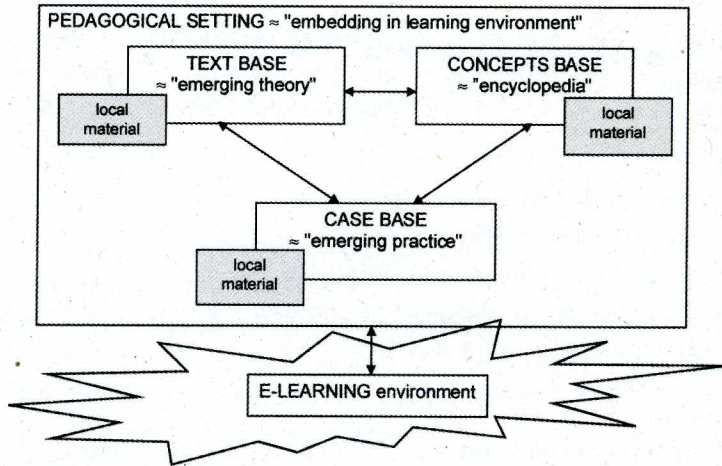 PEDAGOGICAL SETTING ≈ "embedding in learning environment"
TEXT BASE
≈ "emerging theory"
local
material
CONCEPTS BASE
≈ "encyclopedia"
local
material
CASE BASE
≈ "emerging practice"
local
material
E-LEARNING environment